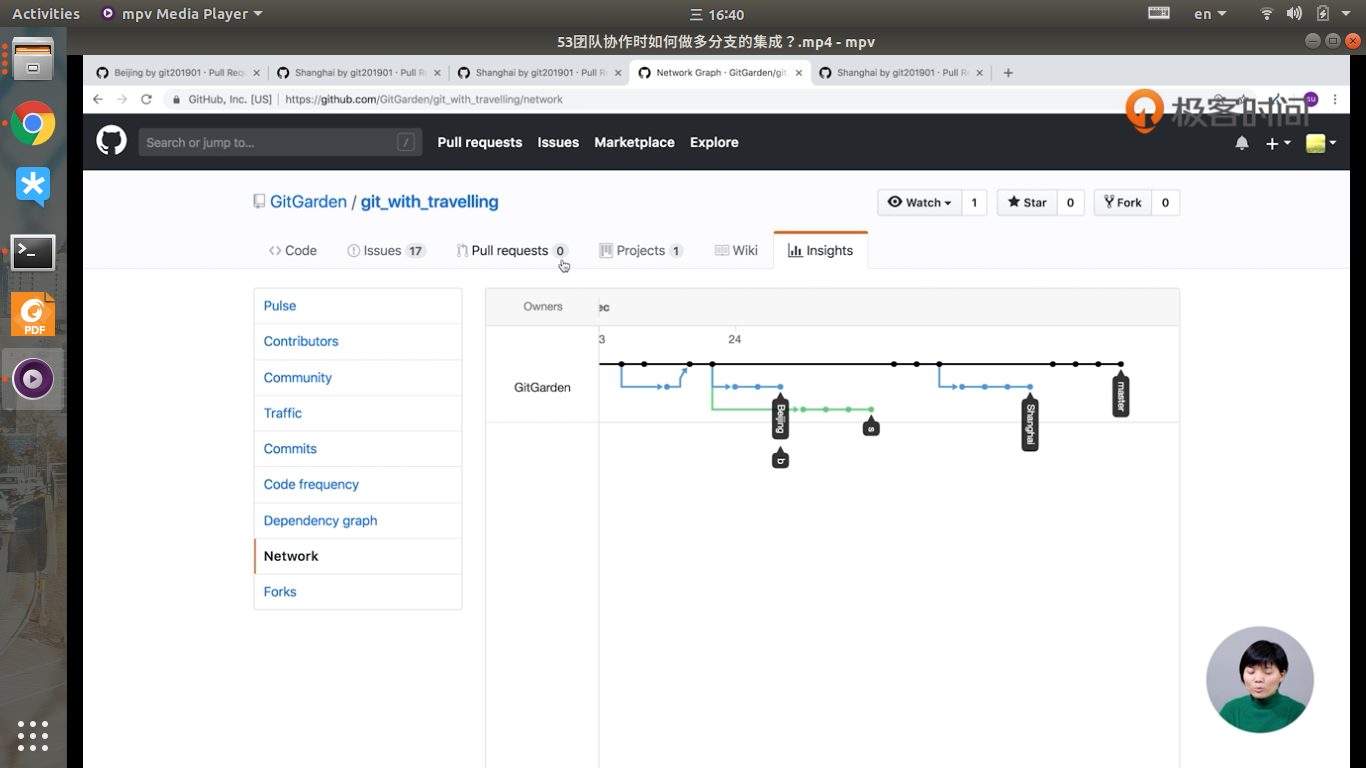 Activities
mpv Media Player
三 16:40
en
53团队协作时如何做多分支的集成？.mp4 - mpv
Beijing by git201901 · Pull Req
Shanghai by git201901 · Pull R
Shanghai by git201901 · Pull R
Network Graph · GitGarden/git
Shanghai by git201901 · Pull R
GitHub, Inc. [US]
https://github.com/GitGarden/git_with_travelling/network
极客时间
Search or jump to...
/
Pull requests
Issues
Marketplace
Explore
GitGarden / git_with_travelling
Watch
1
Star
0
Fork
0
Code
Issues 17
Pull requests 0
Projects 1
Wiki
Insights
Pulse
Contributors
Community
Traffic
Commits
Code frequency
Dependency graph
Network
Forks
Owners
ec
3
24
GitGarden
Beijing
b
s
Shanghai
master
PDF